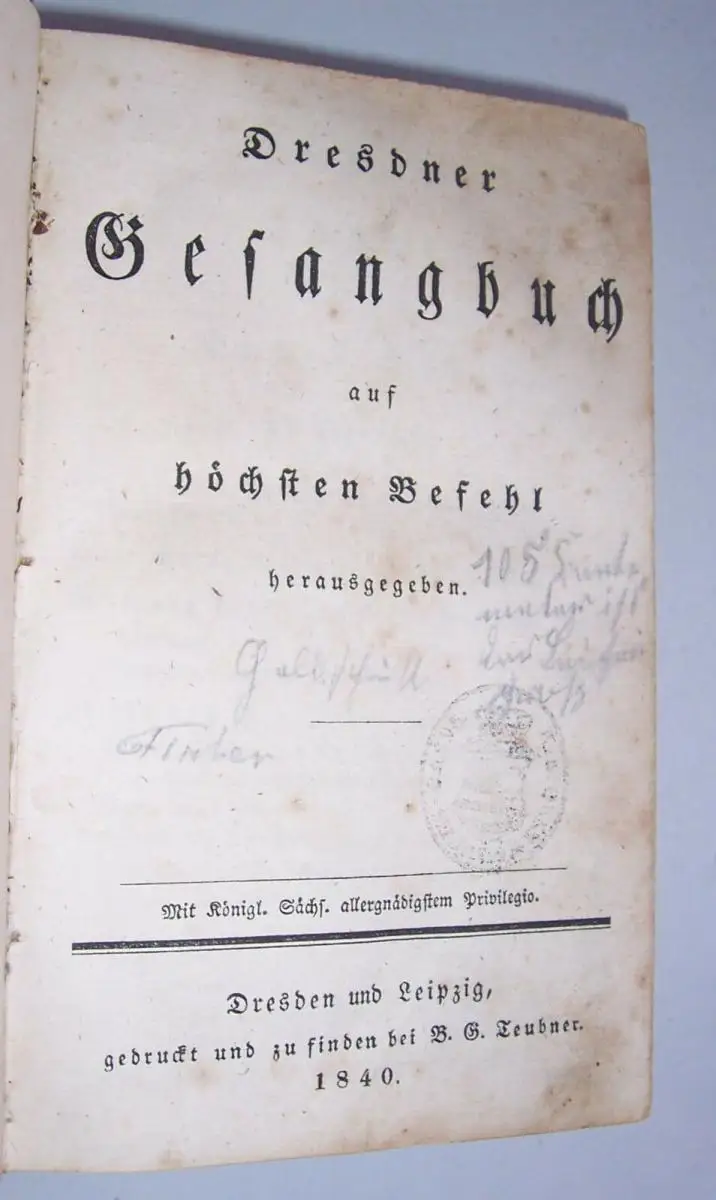 Dresdner
Geſangbuch
auf
höchſten Befehl
herausgegeben.
105
Mit Königl. Sächſ. allergnädigſtem Privilegio.
Dresden und Leipzig,
gedruckt und zu finden bei B. G. Teubner.
1840.